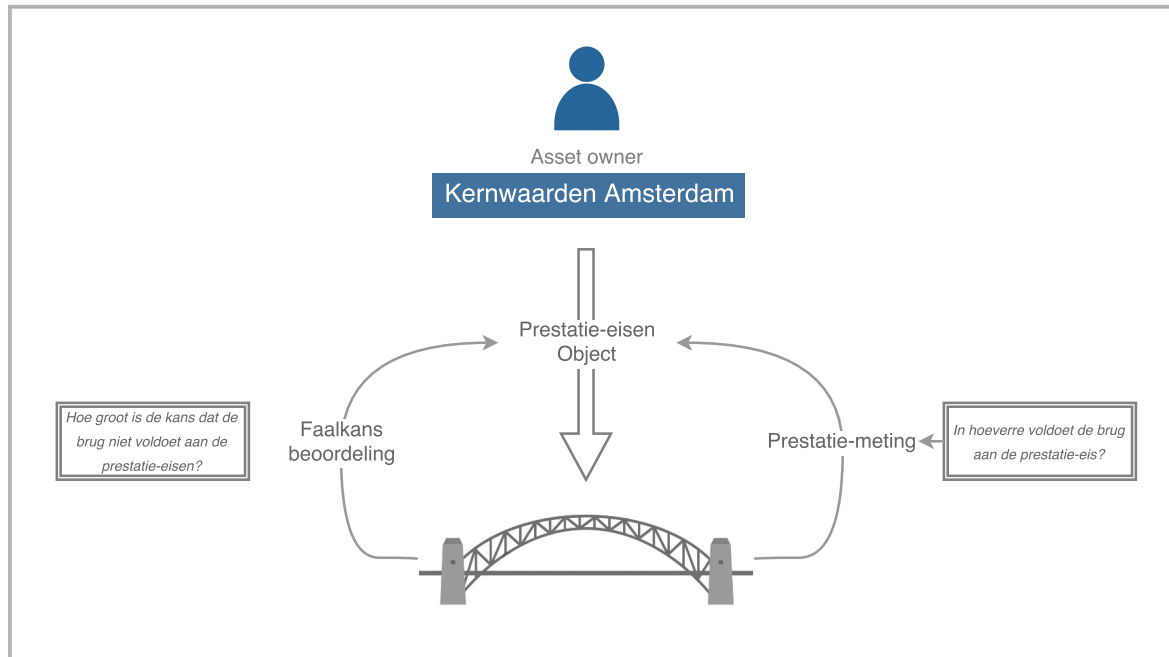 Asset owner
Kernwaarden Amsterdam
Prestatie-eisen
Object
Hoe groot is de kans dat de
brug niet voldoet aan de
prestatie-eisen?
Faalkans
beoordeling
Prestatie-meting
In hoeverre voldoet de brug
aan de prestatie-eis?